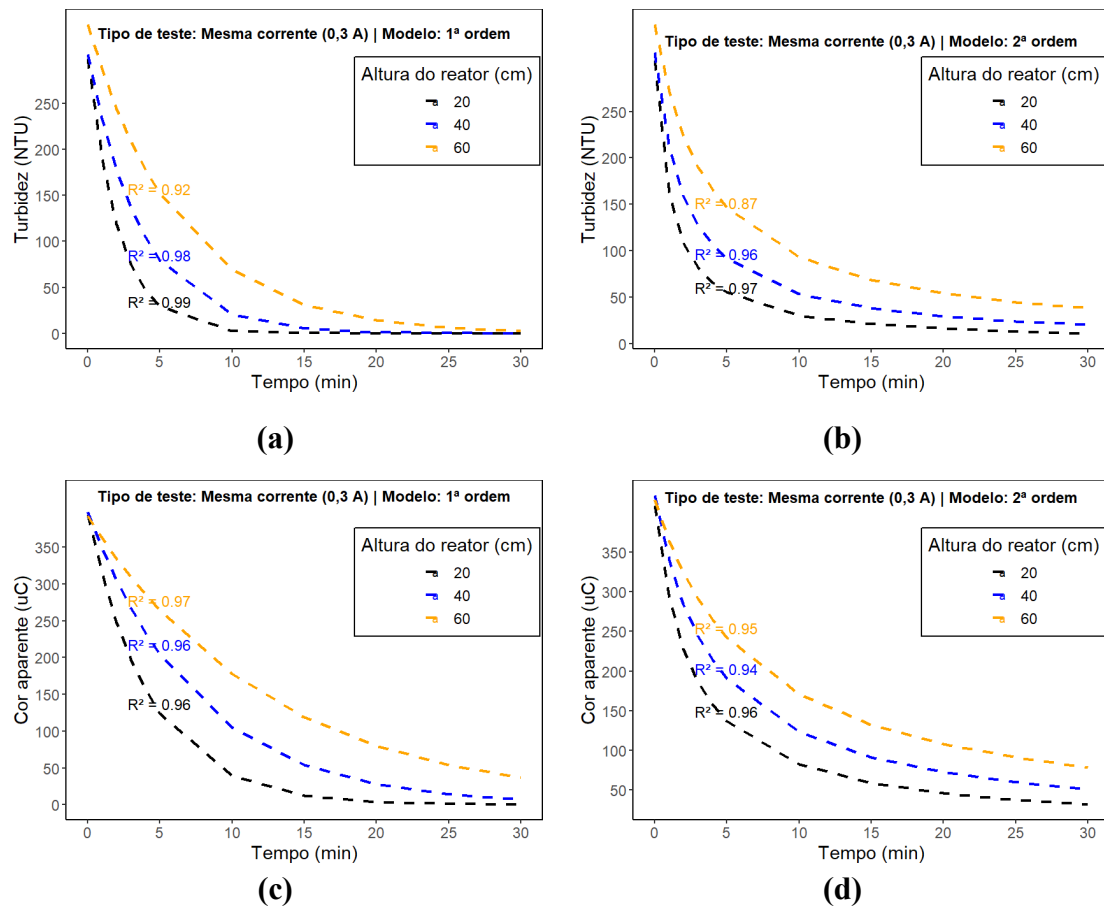 Tipo de teste: Mesma corrente (0,3 A) | Modelo: 1ª ordem
Altura do reator (cm)
20
40
60
Turbidez (NTU)
250
200
150
100
50
0
R² = 0.92
R² = 0.98
R² = 0.99
0 5 10 15 20 25 30
Tempo (min)
(a)
Tipo de teste: Mesma corrente (0,3 A) | Modelo: 2ª ordem
Altura do reator (cm)
20
40
60
Turbidez (NTU)
250
200
150
100
50
0
R² = 0.87
R² = 0.96
R² = 0.97
0 5 10 15 20 25 30
Tempo (min)
(b)
Tipo de teste: Mesma corrente (0,3 A) | Modelo: 1ª ordem
Altura do reator (cm)
20
40
60
Cor aparente (uC)
350
300
250
200
150
100
50
0
R² = 0.97
R² = 0.96
R² = 0.96
0 5 10 15 20 25 30
Tempo (min)
(c)
Tipo de teste: Mesma corrente (0,3 A) | Modelo: 2ª ordem
Altura do reator (cm)
20
40
60
Cor aparente (uC)
350
300
250
200
150
100
50
R² = 0.95
R² = 0.94
R² = 0.96
0 5 10 15 20 25 30
Tempo (min)
(d)